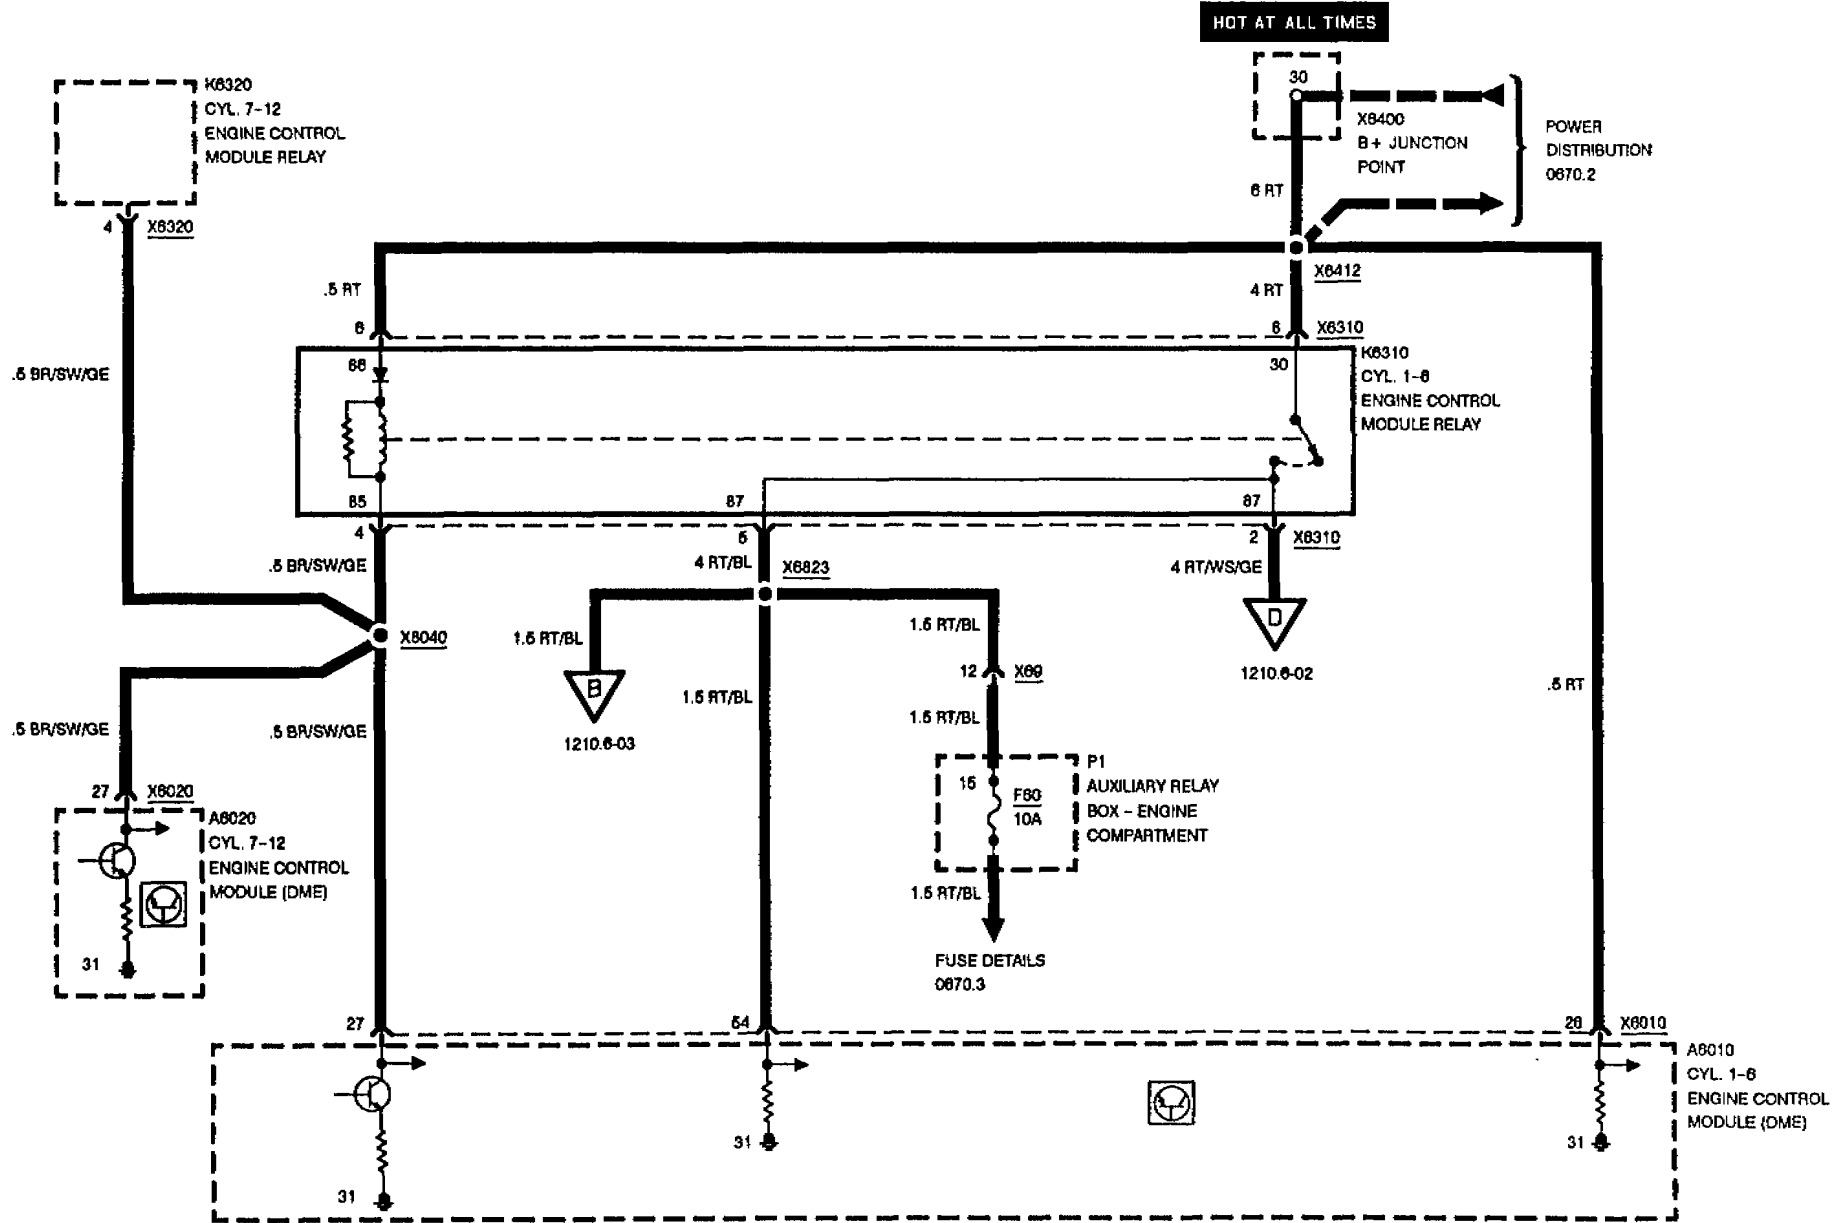 HOT AT ALL TIMES
30
X6400
B+ JUNCTION
POINT
POWER
DISTRIBUTION
0670.2
K6320
CYL. 7-12
ENGINE CONTROL
MODULE RELAY
4
X6320
6 RT
X6412
.5 RT
4 RT
6
6
X6310
86
30
K6310
CYL. 1-6
ENGINE CONTROL
MODULE RELAY
.5 BR/SW/GE
85
87
87
4
5
2
X6310
.5 BR/SW/GE
4 RT/BL
X6823
4 RT/WS/GE
D
1210.6-02
X6040
1.5 RT/BL
1.5 RT/BL
12
X69
B
1210.6-03
1.5 RT/BL
1.5 RT/BL
.5 RT
.5 BR/SW/GE
.5 BR/SW/GE
P1
AUXILIARY RELAY
BOX - ENGINE
COMPARTMENT
15
F60
10A
27
X6020
A6020
CYL. 7-12
ENGINE CONTROL
MODULE (DME)
31
1.5 RT/BL
FUSE DETAILS
0670.3
27
54
26
X6010
A6010
CYL. 1-6
ENGINE CONTROL
MODULE (DME)
31
31
31